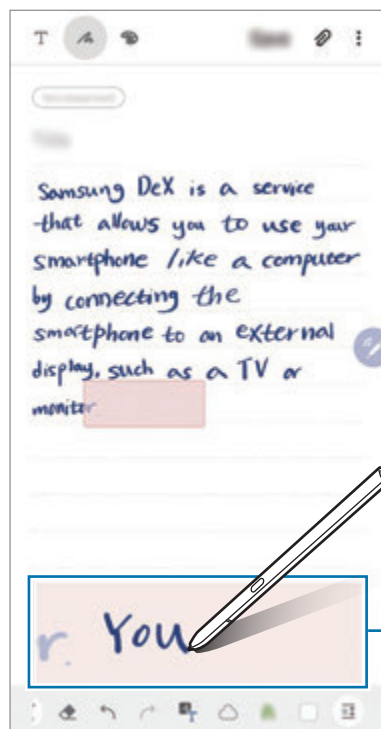 T
Samsung DeX is a service
that allows you to use your
smartphone like a computer
by connecting the
smartphone to an external
display, such as a TV or
monitor
r. You